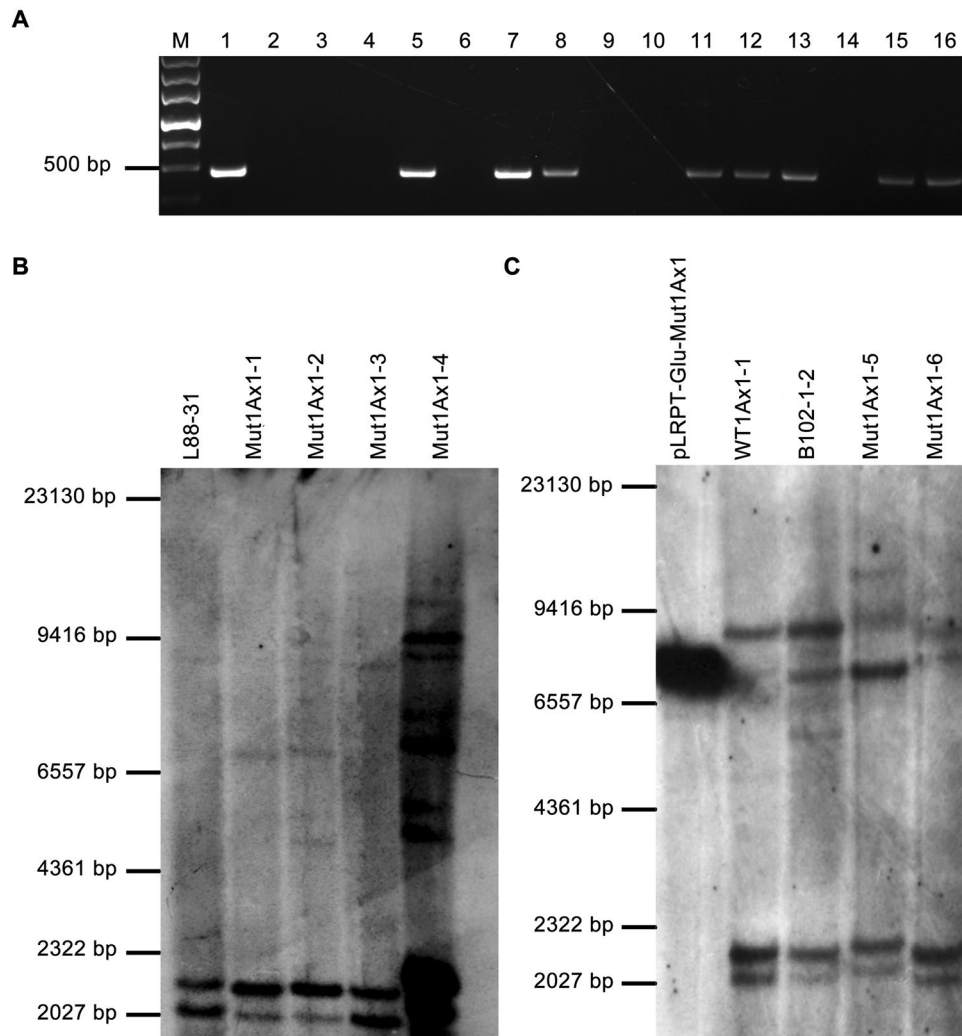 A
M 1 2 3 4 5 6 7 8 9 10 11 12 13 14 15 16
500 bp
B
L88-31
Mut1Ax1-1
Mut1Ax1-2
Mut1Ax1-3
Mut1Ax1-4
23130 bp
9416 bp
6557 bp
4361 bp
2322 bp
2027 bp
C
pLRPT-Glu-Mut1Ax1
WT1Ax1-1
B102-1-2
Mut1Ax1-5
Mut1Ax1-6
23130 bp
9416 bp
6557 bp
4361 bp
2322 bp
2027 bp